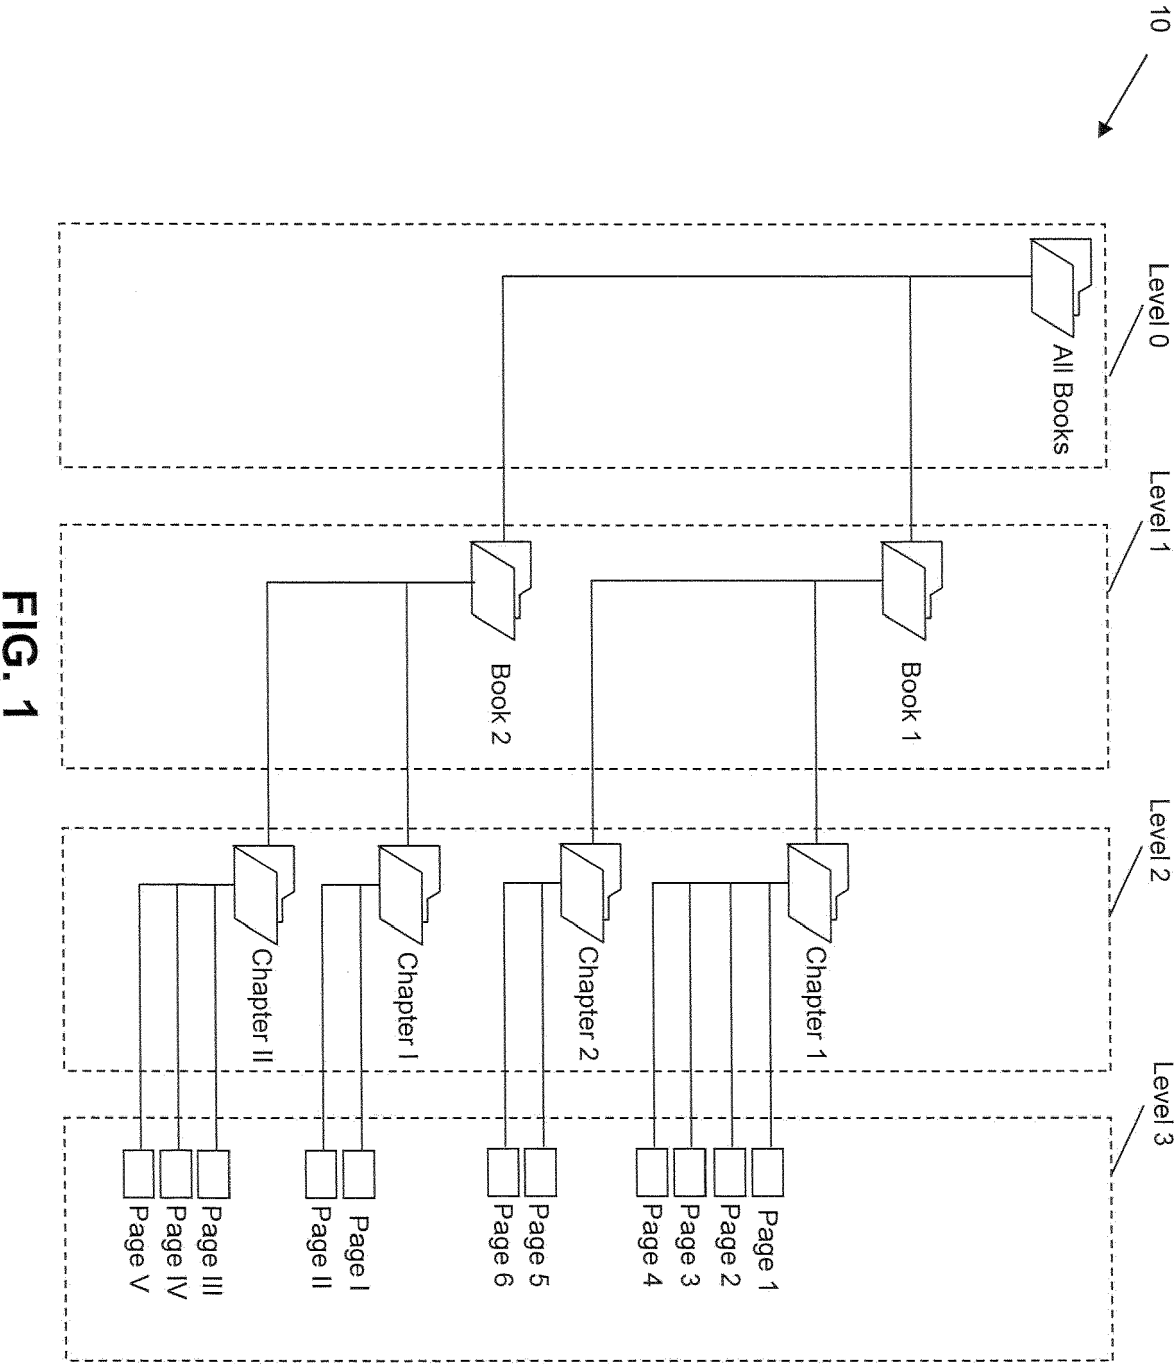 10
Level 0
Level 1
Level 2
Level 3
All Books
Book 1
Chapter 1
Page 1
Page 2
Page 3
Page 4
Chapter 2
Page 5
Page 6
Book 2
Chapter I
Page I
Page II
Chapter II
Page III
Page IV
Page V
FIG. 1